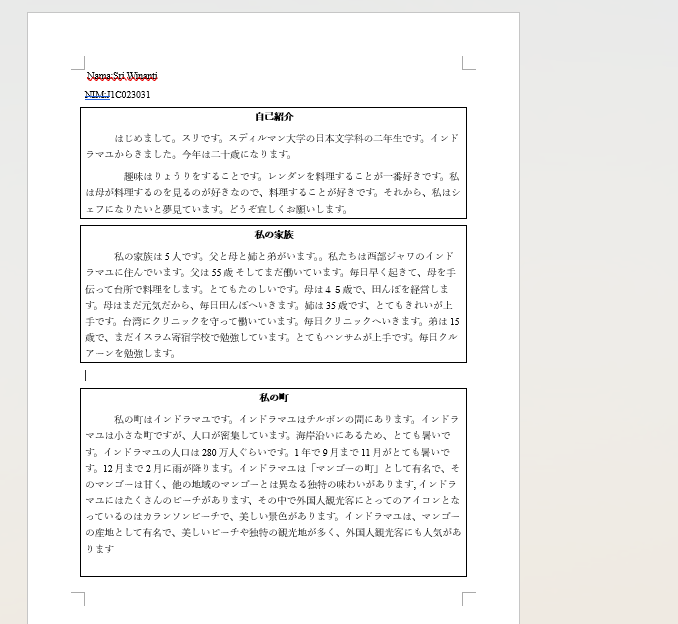 Nama:Sri Winanti
NIM:J1C023031
自己紹介
はじめまして。スリです。スディルマン大学の日本文学科の二年生です。インド
ラマユからきました。今年は二十歳になります。
趣味はりょうりをすることです。レンダンを料理することが一番好きです。私
は母が料理するのを見るのが好きなので、料理することが好きです。それから、私はシ
ェフになりたいと夢見ています。どうぞ宜しくお願いします。
私の家族
私の家族は 5 人です。父と母と姉と弟がいます。。私たちは西部ジャワのインド
ラマユに住んでいます。父は 55 歳 そしてまだ働いています。毎日早く起きて、母を手
伝って台所で料理をします。とてもたのしいです。母は 4 5 歳で、田んぼを経営しま
す。母はまだ元気だから、毎日田んぼへいきます。姉は 35 歳です、とてもきれいが上
手です。台湾にクリニックを守って働いています。毎日クリニックへいきます。弟は 15
歳で、まだイスラム寄宿学校で勉強しています。とてもハンサムが上手です。毎日クル
アーンを勉強します。
私の町
私の町はインドラマユです。インドラマユはチルボンの間にあります。インドラ
マユは小さな町ですが、人口が密集しています。海岸沿いにあるため、とても暑いで
す。インドラマユの人口は 280 万人ぐらいです。1 年で 9 月まで 11 月がとても暑いで
す。12 月まで 2 月に雨が降ります。インドラマユは「マンゴーの町」として有名で、そ
のマンゴーは甘く、他の地域のマンゴーとは異なる独特の味わいがあります, インドラ
マユにはたくさんのビーチがあります、その中で外国人観光客にとってのアイコンとな
っているのはカランソンビーチで、美しい景色があります。インドラマユは、マンゴー
の産地として有名で、美しいビーチや独特の観光地が多く、外国人観光客にも人気があ
ります